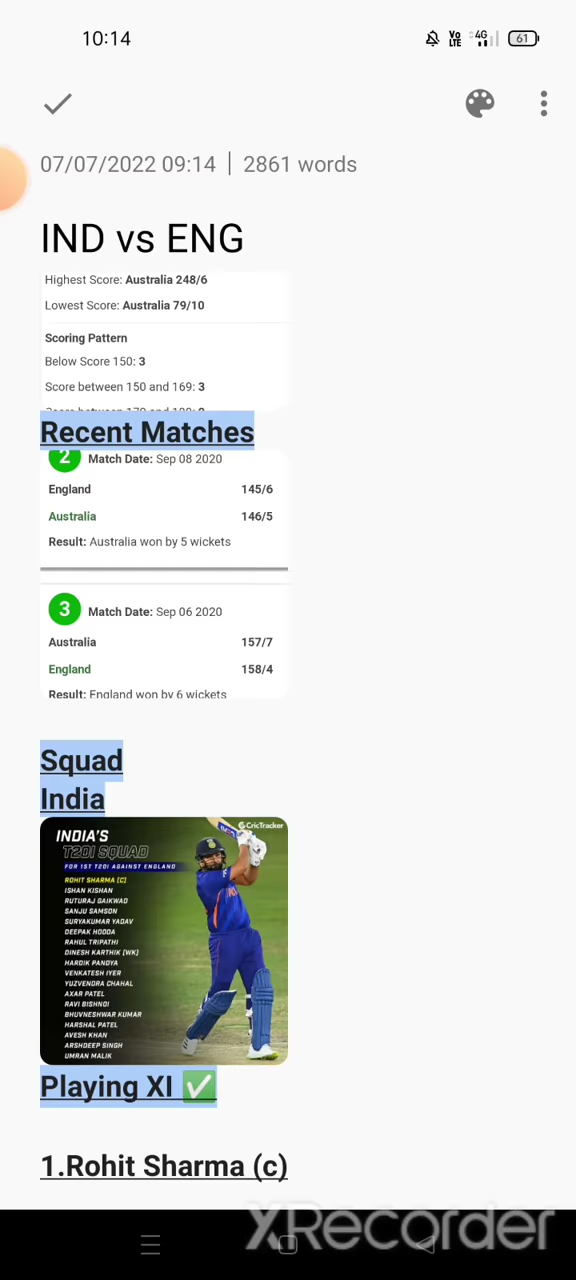 10:14
Vo LTE
4G
61
07/07/2022 09:14 | 2861 words
IND vs ENG
Highest Score: Australia 248/6
Lowest Score: Australia 79/10
Scoring Pattern
Below Score 150: 3
Score between 150 and 169: 3
Recent Matches
2 Match Date: Sep 08 2020
England 145/6
Australia 146/5
Result: Australia won by 5 wickets
3 Match Date: Sep 06 2020
Australia 157/7
England 158/4
Result: England won by 6 wickets
Squad
India
CricTracker
INDIA'S
T20I SQUAD
FOR 1ST T20I AGAINST ENGLAND
ROHIT SHARMA (C)
ISHAN KISHAN
RUTURAJ GAIKWAD
SANJU SAMSON
SURYAKUMAR YADAV
DEEPAK HOODA
RAHUL TRIPATHI
DINESH KARTHIK (WK)
HARDIK PANDYA
VENKATESH IYER
YUZVENDRA CHAHAL
AXAR PATEL
RAVI BISHNOI
BHUVNESHWAR KUMAR
HARSHAL PATEL
AVESH KHAN
ARSHDEEP SINGH
UMRAN MALIK
Playing XI ✅
1.Rohit Sharma (c)
XRecorder